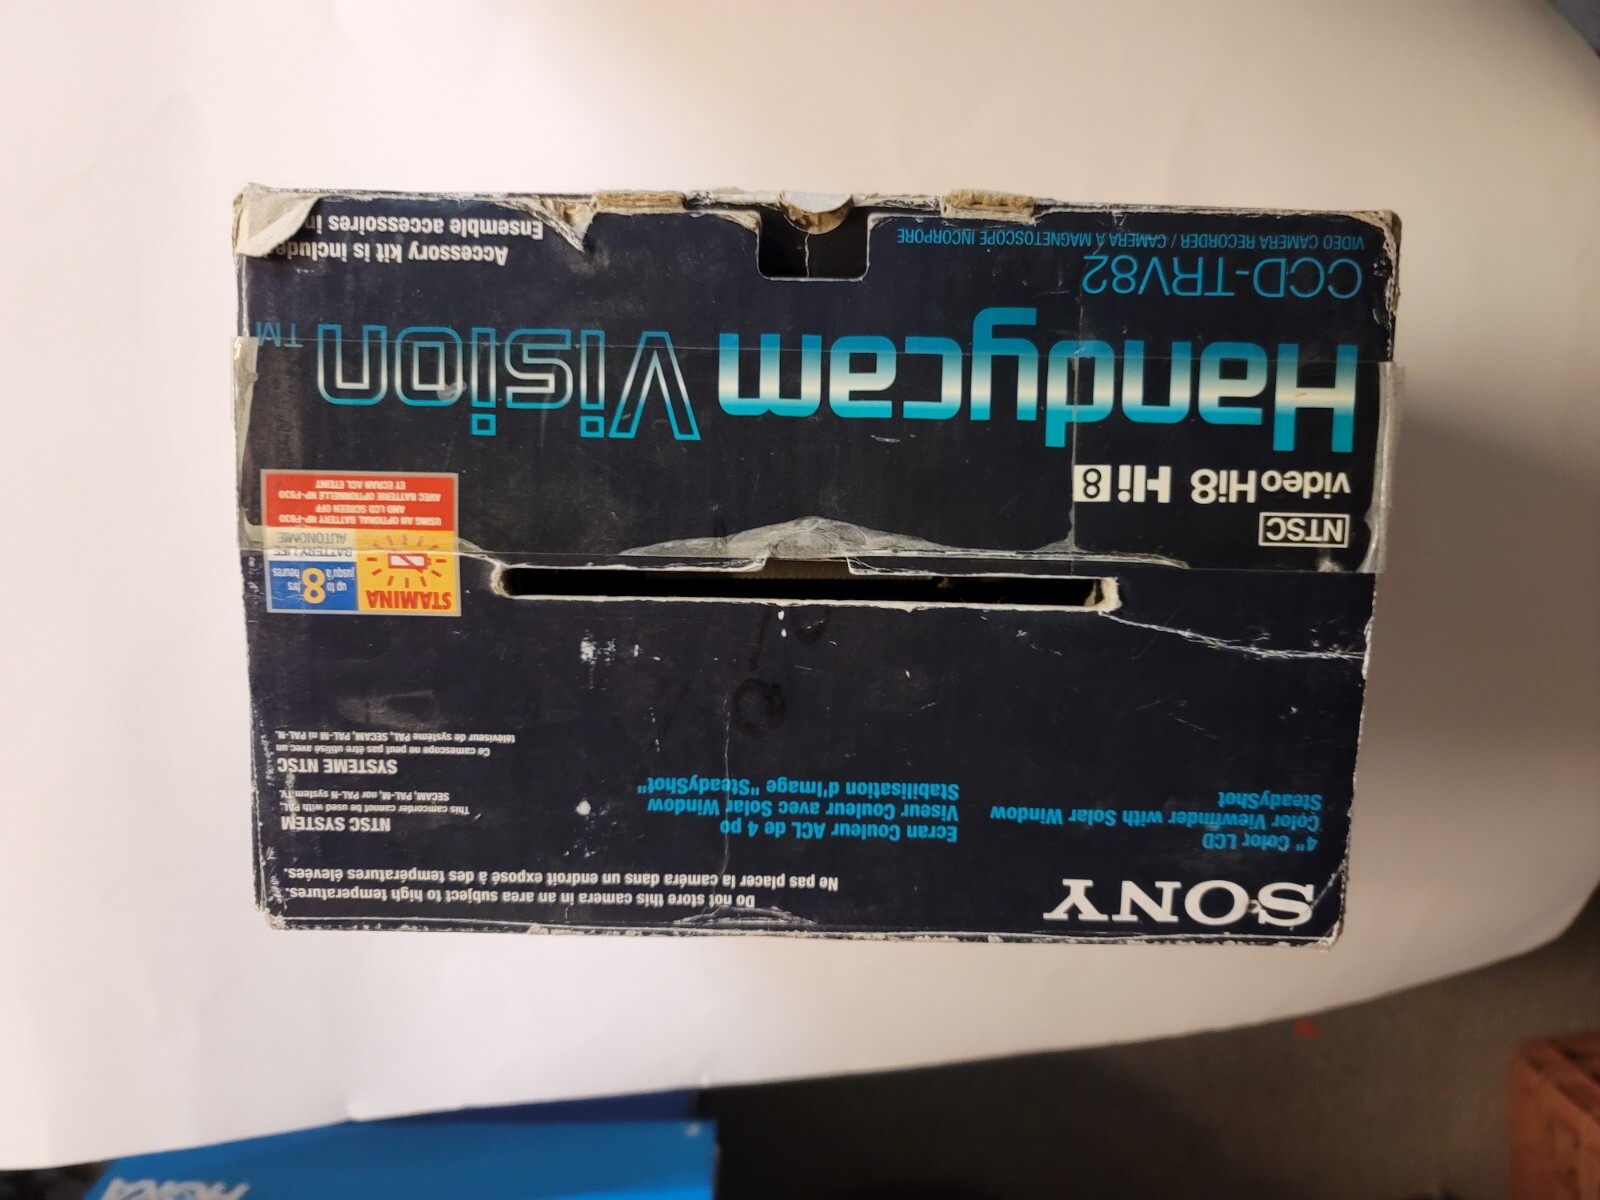 SONY
Do not store this camera in an area subject to high temperatures.
Ne pas placer la caméra dans un endroit exposé à des températures élevées.
4" Color LCD
Color Viewfinder with Solar Window
SteadyShot
Ecran Couleur ACL de 4 po
Viseur Couleur avec Solar Window
Stabilisation d'Image "SteadyShot"
NTSC SYSTEM
This camcorder cannot be used with PAL,
SECAM, PAL-M, nor PAL-N system TV.
SYSTEME NTSC
Ce camescope ne peut pas être utilisé avec un
téléviseur de système PAL, SECAM, PAL-M ni PAL-N.
STAMINA
up to 8 hrs
jusqu'à heures
BATTERY LIFE
AUTONOMIE
USING AN OPTIONAL BATTERY NP-F930
AND LCD SCREEN OFF
AVEC BATTERIE OPTIONNELLE NP-F930
ET ECRAN ACL ETEINT
NTSC
video Hi8 Hi8
Handycam Vision™
CCD-TRV82
VIDEO CAMERA RECORDER / CAMERA A MAGNETOSCOPE INCORPORE
Accessory kit is include
Ensemble accessoires in